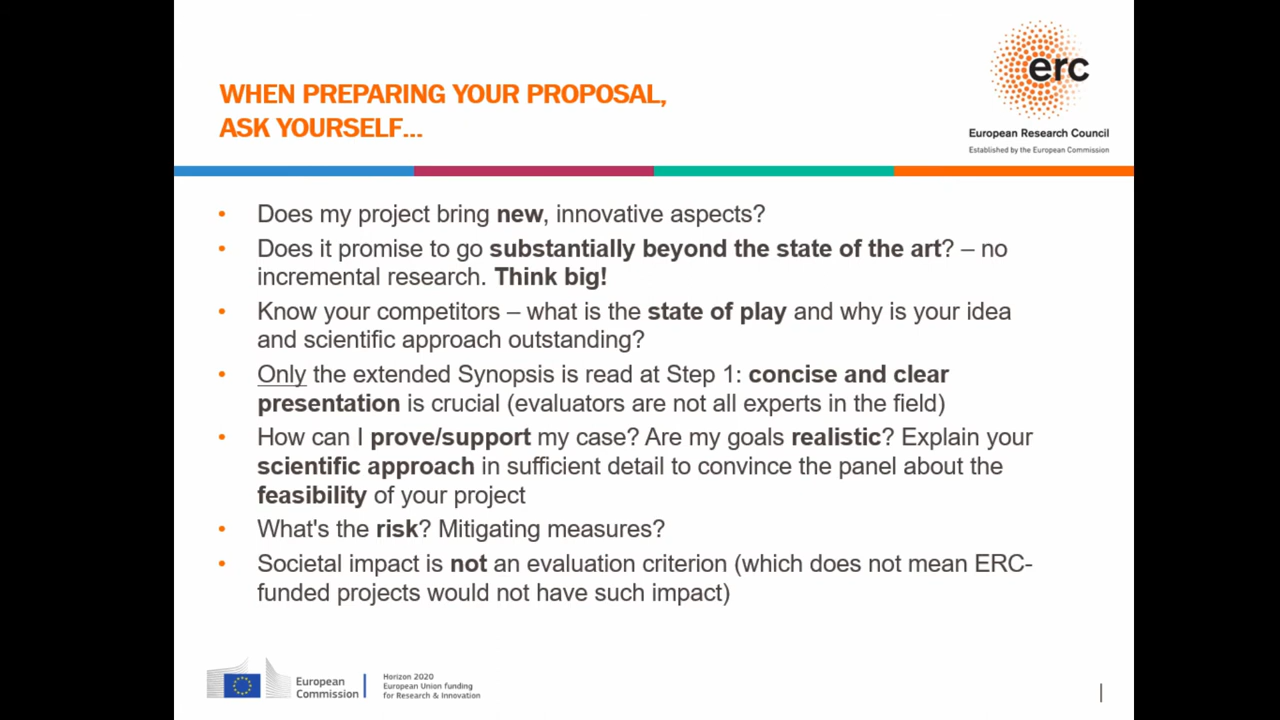 WHEN PREPARING YOUR PROPOSAL,
ASK YOURSELF...
erc
European Research Council
Established by the European Commission
• Does my project bring new, innovative aspects?
• Does it promise to go substantially beyond the state of the art? – no
incremental research. Think big!
• Know your competitors – what is the state of play and why is your idea
and scientific approach outstanding?
• Only the extended Synopsis is read at Step 1: concise and clear
presentation is crucial (evaluators are not all experts in the field)
• How can I prove/support my case? Are my goals realistic? Explain your
scientific approach in sufficient detail to convince the panel about the
feasibility of your project
• What's the risk? Mitigating measures?
• Societal impact is not an evaluation criterion (which does not mean ERC-
funded projects would not have such impact)
European
Commission
Horizon 2020
European Union funding
for Research & Innovation